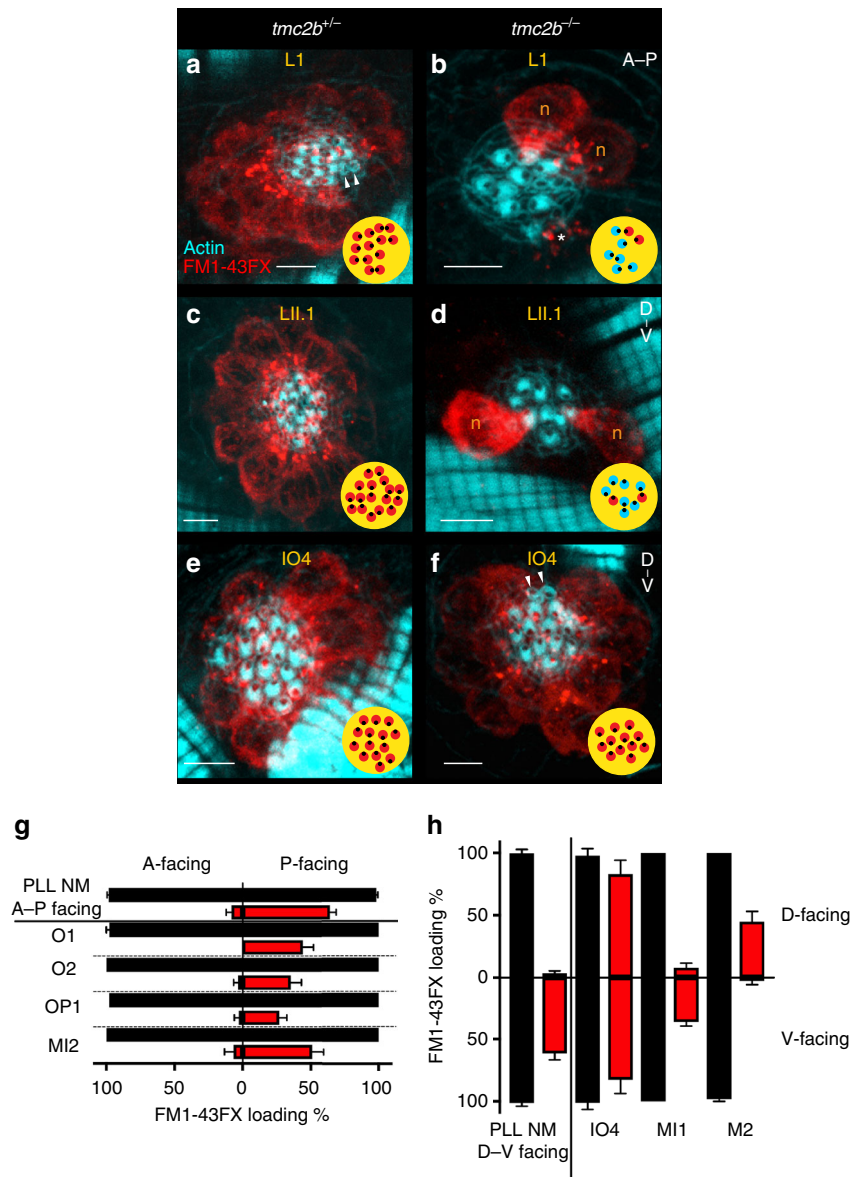 tmc2b+/− tmc2b−/−
a L1 b L1 A–P
n
n
*
Actin
FM1-43FX
c LII.1 d LII.1 D–V
n n
e IO4 f IO4 D–V
g
A-facing P-facing
PLL NM
A–P facing
O1
O2
OP1
MI2
100 50 0 50 100
FM1-43FX loading %
h
FM1-43FX loading %
100
50
0
50
100
D-facing
V-facing
PLL NM IO4 MI1 M2
D–V facing